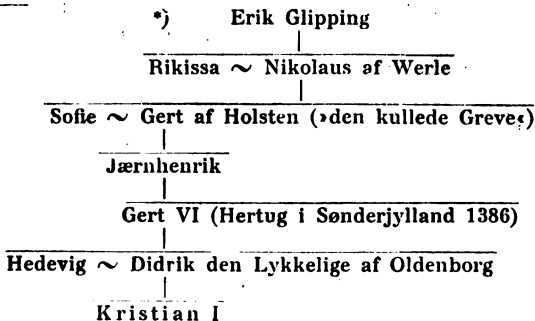 *) Erik Glipping
Rikissa ~ Nikolaus af Werle
Sofie ~ Gert af Holsten (»den kullede Greve«)
Jærnhenrik
Gert VI (Hertug i Sønderjylland 1386)
Hedevig ~ Didrik den Lykkelige af Oldenborg
Kristian I